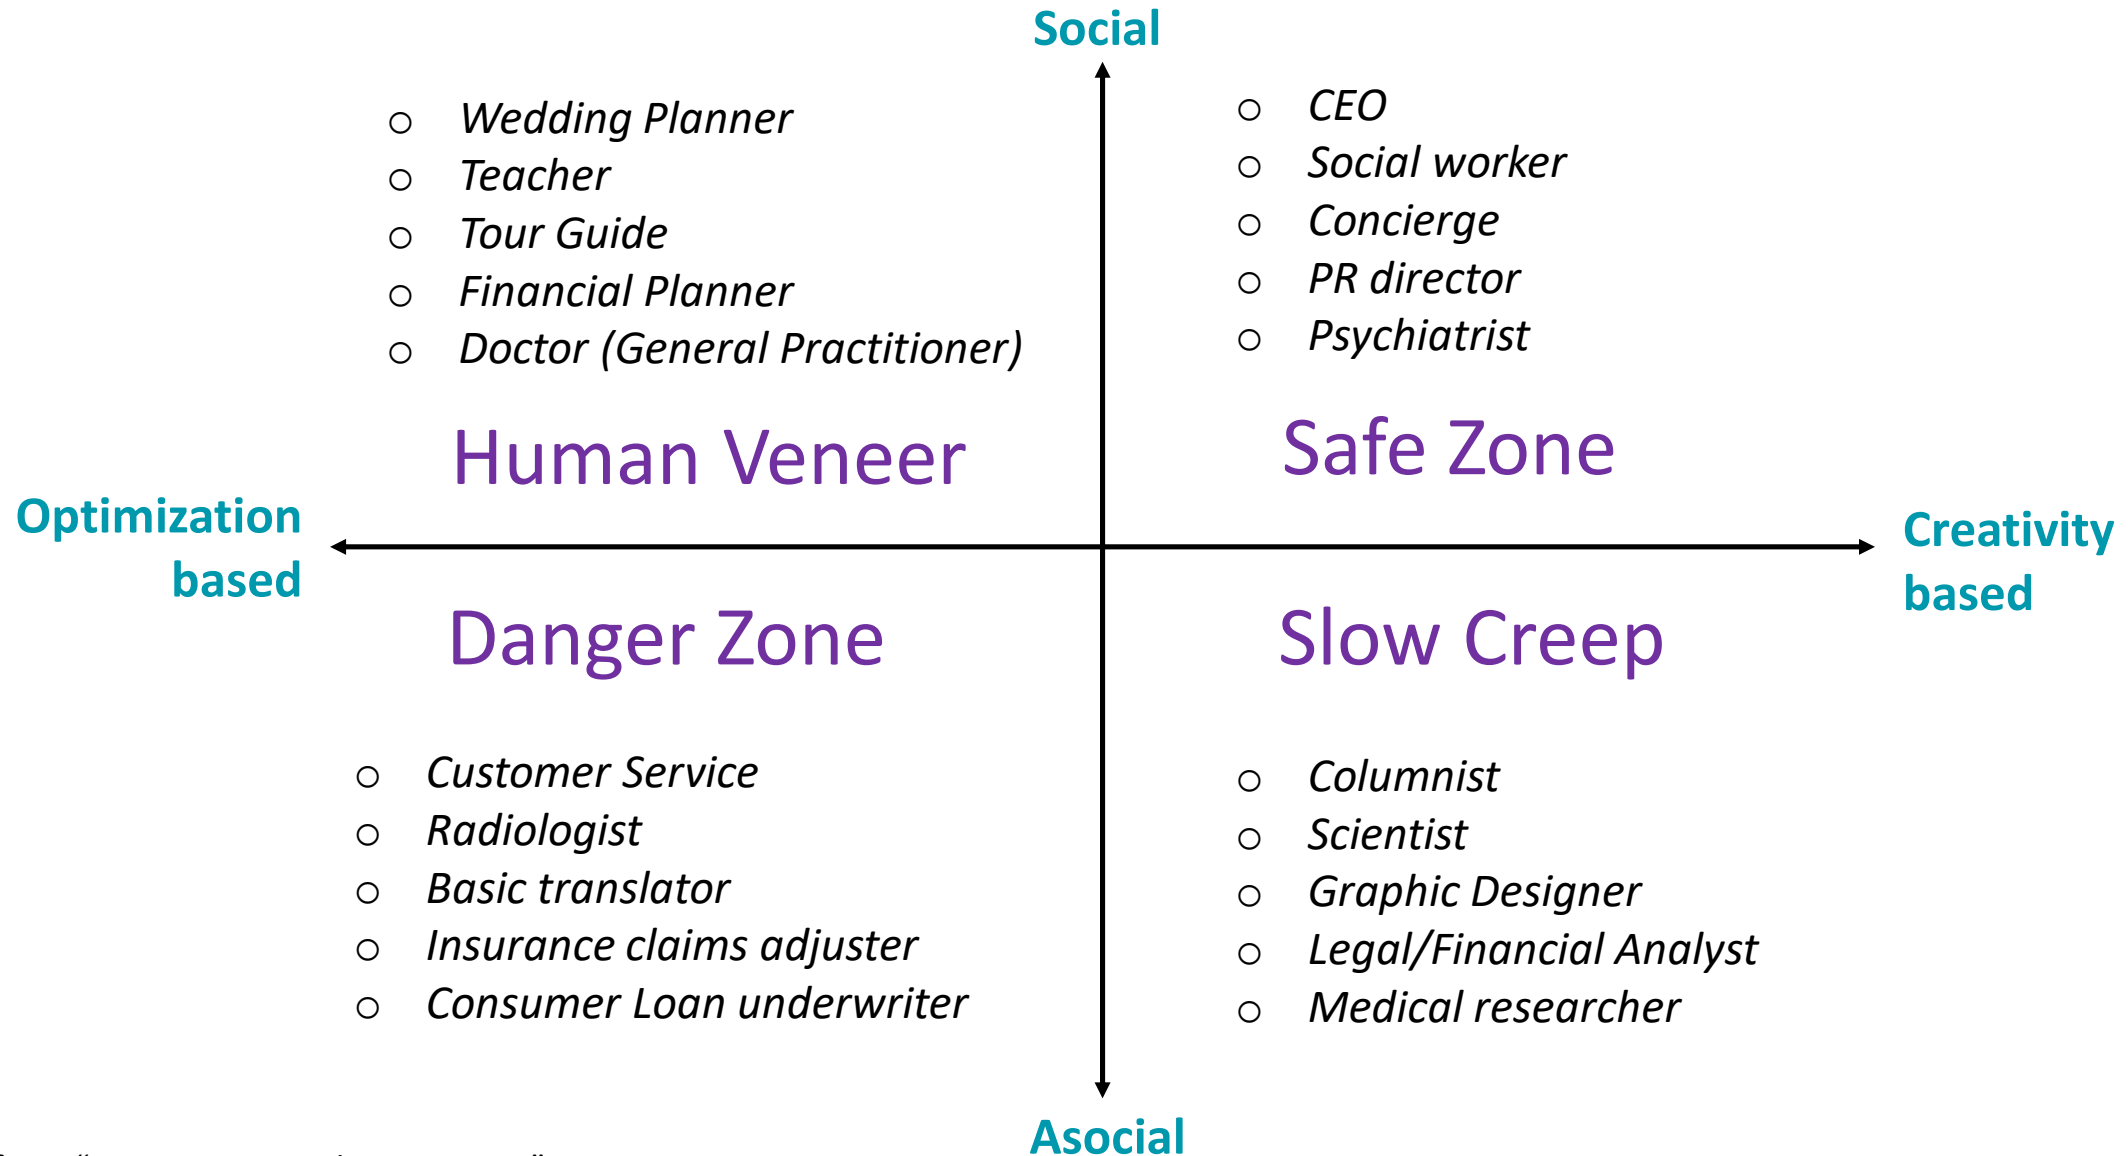 Social
○ Wedding Planner
○ Teacher
○ Tour Guide
○ Financial Planner
○ Doctor (General Practitioner)
Human Veneer
○ CEO
○ Social worker
○ Concierge
○ PR director
○ Psychiatrist
Safe Zone
Optimization
based
Creativity
based
Danger Zone
○ Customer Service
○ Radiologist
○ Basic translator
○ Insurance claims adjuster
○ Consumer Loan underwriter
Slow Creep
○ Columnist
○ Scientist
○ Graphic Designer
○ Legal/Financial Analyst
○ Medical researcher
Asocial